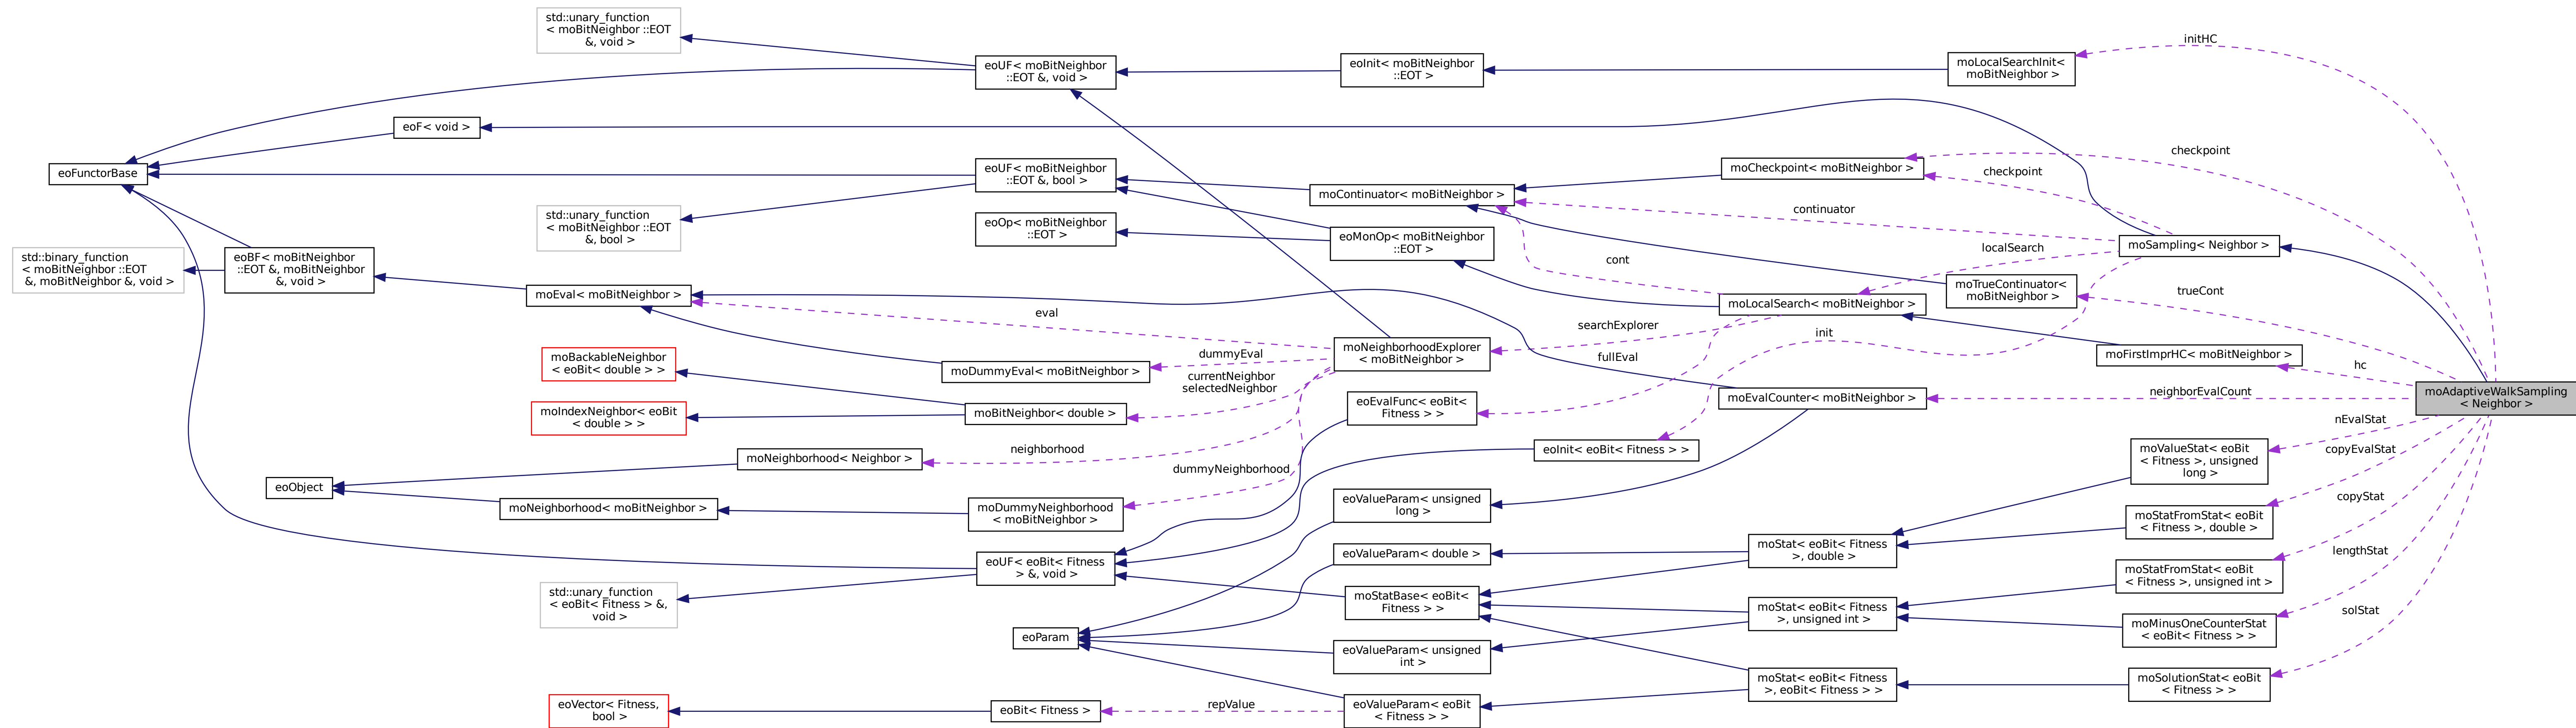 std::unary_function
< moBitNeighbor ::EOT
&, void >
eoUF< moBitNeighbor
::EOT &, void >
eoInit< moBitNeighbor
::EOT >
moLocalSearchInit<
moBitNeighbor >
initHC
eoF< void >
eoFunctorBase
eoUF< moBitNeighbor
::EOT &, bool >
moContinuator< moBitNeighbor >
moCheckpoint< moBitNeighbor >
checkpoint
checkpoint
std::unary_function
< moBitNeighbor ::EOT
&, bool >
eoOp< moBitNeighbor
::EOT >
eoMonOp< moBitNeighbor
::EOT >
continuator
moSampling< Neighbor >
localSearch
std::binary_function
< moBitNeighbor ::EOT
&, moBitNeighbor &, void >
eoBF< moBitNeighbor
::EOT &, moBitNeighbor
&, void >
cont
moEval< moBitNeighbor >
moTrueContinuator<
moBitNeighbor >
trueCont
moLocalSearch< moBitNeighbor >
eval
searchExplorer
init
moNeighborhoodExplorer
< moBitNeighbor >
dummyEval
fullEval
moFirstImprHC< moBitNeighbor >
hc
moBackableNeighbor
< eoBit< double > >
moDummyEval< moBitNeighbor >
currentNeighbor
selectedNeighbor
moAdaptiveWalkSampling
< Neighbor >
neighborEvalCount
moEvalCounter< moBitNeighbor >
eoEvalFunc< eoBit<
Fitness > >
moIndexNeighbor< eoBit
< double > >
moBitNeighbor< double >
nEvalStat
neighborhood
eoInit< eoBit< Fitness > >
moValueStat< eoBit
< Fitness >, unsigned
long >
copyEvalStat
moNeighborhood< Neighbor >
dummyNeighborhood
eoObject
moNeighborhood< moBitNeighbor >
moDummyNeighborhood
< moBitNeighbor >
eoValueParam< unsigned
long >
copyStat
moStatFromStat< eoBit
< Fitness >, double >
eoValueParam< double >
moStat< eoBit< Fitness
>, double >
lengthStat
eoUF< eoBit< Fitness
> &, void >
moStatFromStat< eoBit
< Fitness >, unsigned int >
std::unary_function
< eoBit< Fitness > &,
void >
moStatBase< eoBit<
Fitness > >
moStat< eoBit< Fitness
>, unsigned int >
solStat
moMinusOneCounterStat
< eoBit< Fitness > >
eoParam
eoValueParam< unsigned
int >
moStat< eoBit< Fitness
>, eoBit< Fitness > >
moSolutionStat< eoBit
< Fitness > >
eoVector< Fitness,
bool >
eoBit< Fitness >
repValue
eoValueParam< eoBit
< Fitness > >